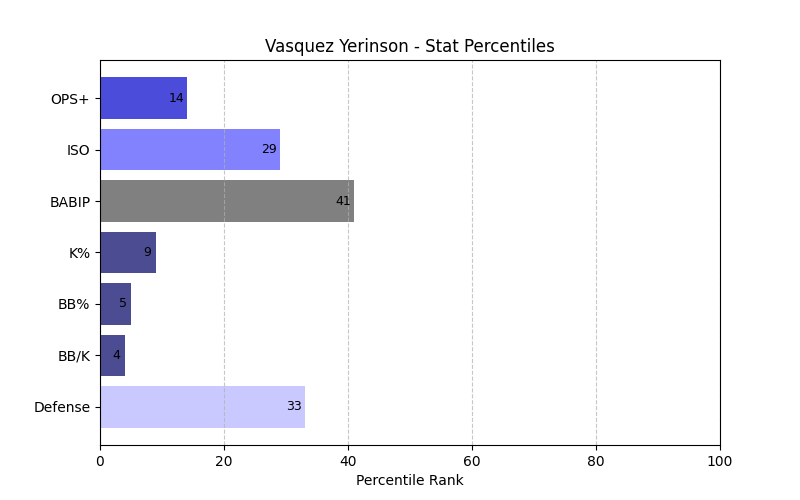 Vasquez Yerinson - Stat Percentiles
OPS+ 14
ISO 29
BABIP 41
K% 9
BB% 5
BB/K 4
Defense 33
0 20 40 60 80 100
Percentile Rank